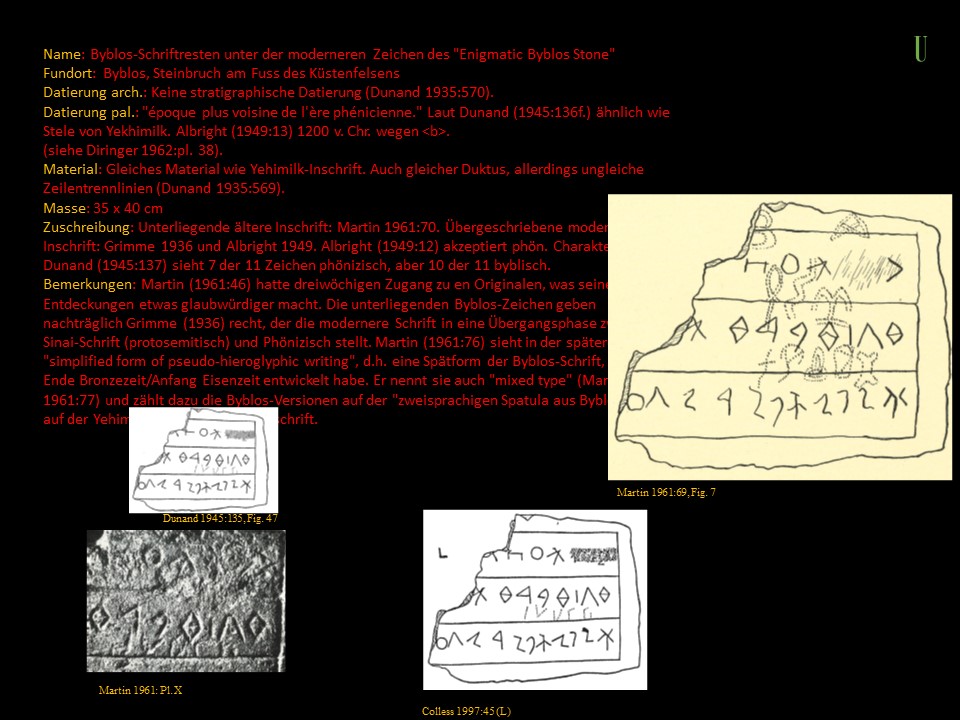 U
Name: Byblos-Schriftresten unter der moderneren Zeichen des "Enigmatic Byblos Stone"
Fundort: Byblos, Steinbruch am Fuss des Küstenfelsens
Datierung arch.: Keine stratigraphische Datierung (Dunand 1935:570).
Datierung pal.: "époque plus voisine de l'ère phénicienne." Laut Dunand (1945:136f.) ähnlich wie
Stele von Yekhimilk. Albright (1949:13) 1200 v. Chr. wegen <b>.
(siehe Diringer 1962:pl. 38).
Material: Gleiches Material wie Yehimilk-Inschrift. Auch gleicher Duktus, allerdings ungleiche
Zeilentrennlinien (Dunand 1935:569).
Masse: 35 x 40 cm
Zuschreibung: Unterliegende ältere Inschrift: Martin 1961:70. Übergeschriebene moder
Inschrift: Grimme 1936 und Albright 1949. Albright (1949:12) akzeptiert phön. Charakte
Dunand (1945:137) sieht 7 der 11 Zeichen phönizisch, aber 10 der 11 byblisch.
Bemerkungen: Martin (1961:46) hatte dreiwöchigen Zugang zu en Originalen, was seine
Entdeckungen etwas glaubwürdiger macht. Die unterliegenden Byblos-Zeichen geben
nachträglich Grimme (1936) recht, der die modernere Schrift in eine Übergangsphase z
Sinai-Schrift (protosemitisch) und Phönizisch stellt. Martin (1961:76) sieht in der später
"simplified form of pseudo-hieroglyphic writing", d.h. eine Spätform der Byblos-Schrift,
Ende Bronzezeit/Anfang Eisenzeit entwickelt habe. Er nennt sie auch "mixed type" (Mar
1961:77) und zählt dazu die Byblos-Versionen auf der "zweisprachigen Spatula aus Bybl
auf der Yehim schrift.
Martin 1961:69, Fig. 7
Dunand 1945:135, Fig. 47
Martin 1961: Pl. X
L
Colless 1997:45 (L)